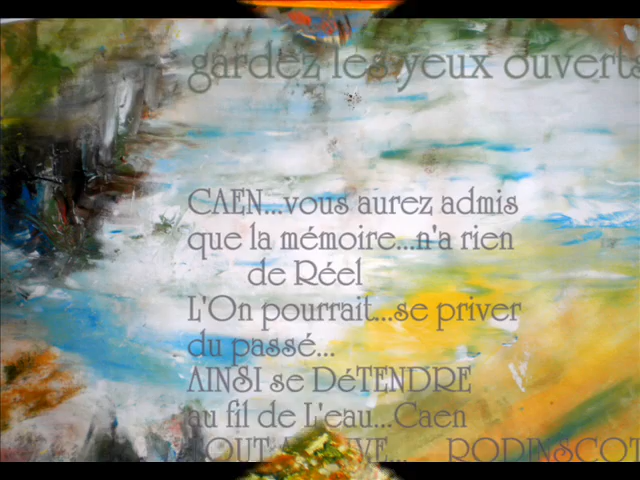 gardez les yeux ouverts
CAEN...vous aurez admis
que la mémoire...n'a rien
de Réel
L'On pourrait...se priver
du passé...
AINSI se DéTENDRE
au fil de L'eau...Caen
RODINSCOT